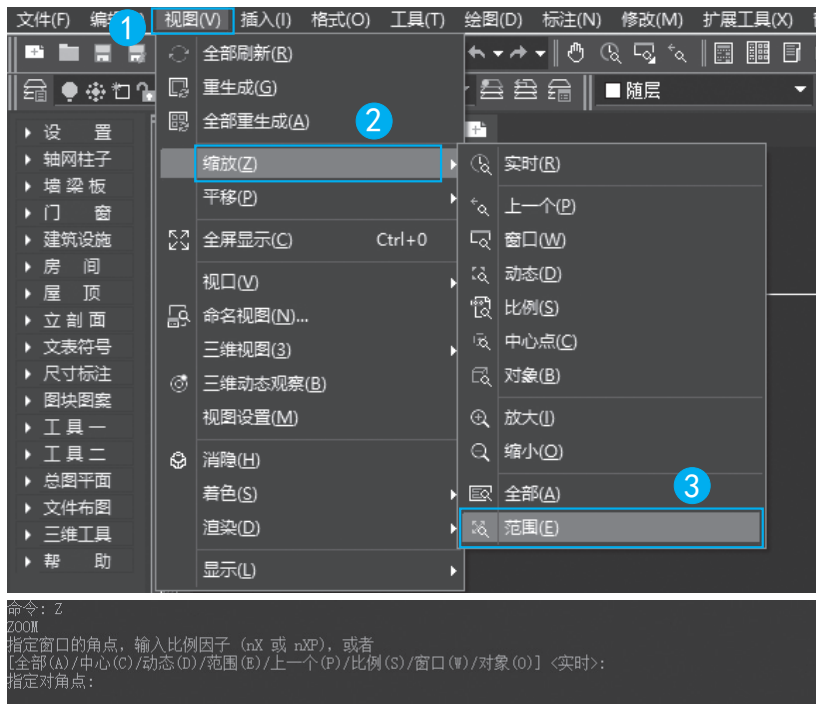 文件(F) 视图(V) 插入(I) 格式(O) 工具(T) 绘图(D) 标注(N) 修改(M) 扩展工具(X)
1
随层
全部刷新(R)
重生成(G)
全部重生成(A)
2
缩放(Z)
平移(P)
全屏显示(C) Ctrl+0
视口(V)
命名视图(N)...
三维视图(3)
三维动态观察(B)
视图设置(M)
消隐(H)
着色(S)
渲染(D)
显示(L)
设 置
轴网柱子
墙 梁 板
门 窗
建筑设施
房 间
屋 顶
立 剖 面
文表符号
尺寸标注
图块图案
工 具 一
工 具 二
总图平面
文件布图
三维工具
帮 助
实时(R)
上一个(P)
窗口(W)
动态(D)
比例(S)
中心点(C)
对象(B)
放大(I)
缩小(O)
全部(A)
3
范围(E)
命令: Z
ZOOM
指定窗口的角点，输入比例因子 (nX 或 nXP)，或者
[全部(A)/中心(C)/动态(D)/范围(E)/上一个(P)/比例(S)/窗口(W)/对象(O)] <实时>:
指定对角点: